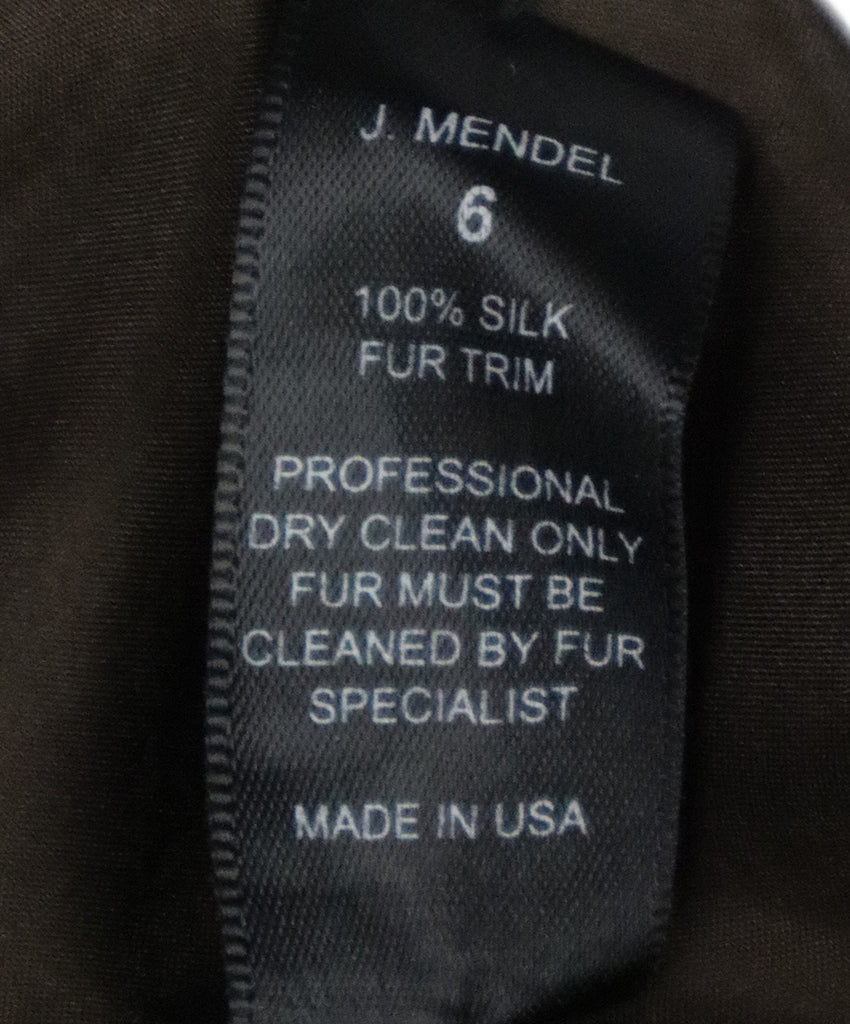 J. MENDEL
6
100% SILK
FUR TRIM
PROFESSIONAL
DRY CLEAN ONLY
FUR MUST BE
CLEANED BY FUR
SPECIALIST
MADE IN USA